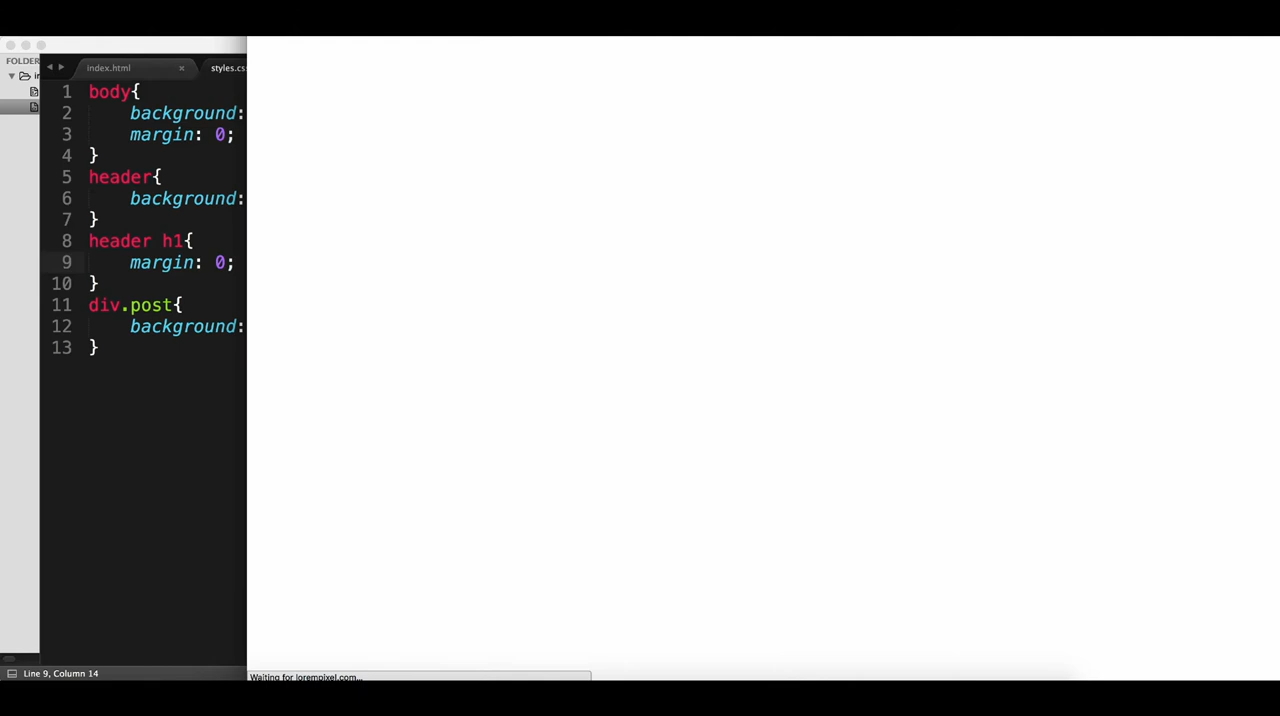 FOLDER
index.html
styles.cs
1 body{
2 background:
3 margin: 0;
4 }
5 header{
6 background:
7 }
8 header h1{
9 margin: 0;
10 }
11 div.post{
12 background:
13 }
Line 9, Column 14
Waiting for lorempixel.com...